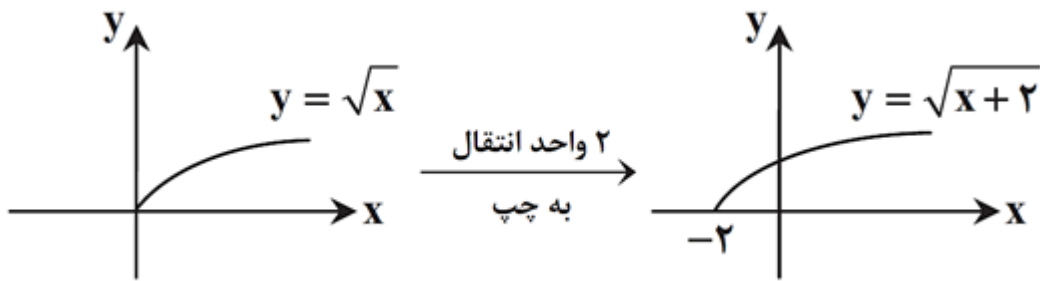 y
y = √x
x
۲ واحد انتقال
به چپ
y
y = √x + ۲
x
−۲